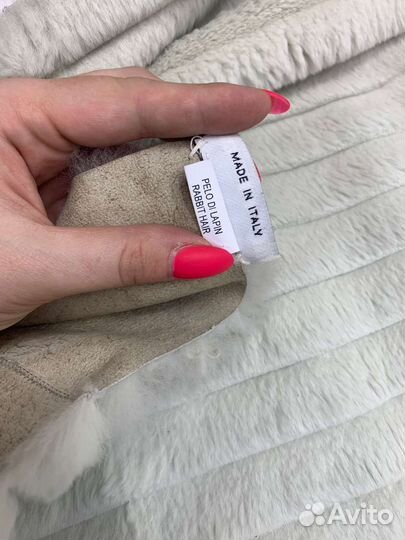 MADE IN ITALY
PELO DI LAPIN
RABBIT HAIR
Avito